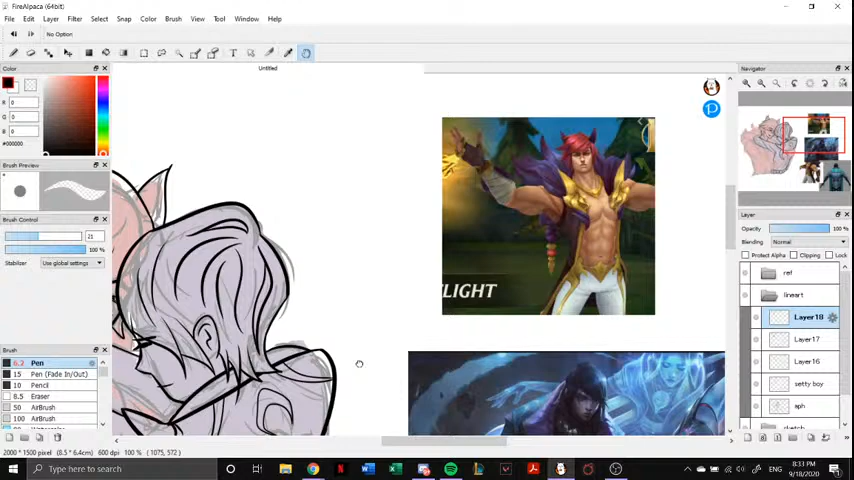 FireAlpaca (64bit)
File Edit Layer Filter Select Snap Color Brush View Tool Window Help
No Option
Untitled
Color
R 0
G 0
B 0
#000000
Brush Preview
Brush Control
21
100 %
Stabilizer Use global settings
Brush
6.2 Pen
15 Pen (Fade In/Out)
10 Pencil
8.5 Eraser
50 AirBrush
100 AirBrush
LIGHT
Navigator
Layer
Opacity 100 %
Blending Normal
Protect Alpha Clipping Lock
ref
lineart
Layer18
Layer17
Layer16
setty boy
aph
sketch
2000 * 1500 pixel (8.5 * 6.4cm) 600 dpi 100 % ( 1075, 572 )
Type here to search
ENG
8:33 PM
9/18/2020